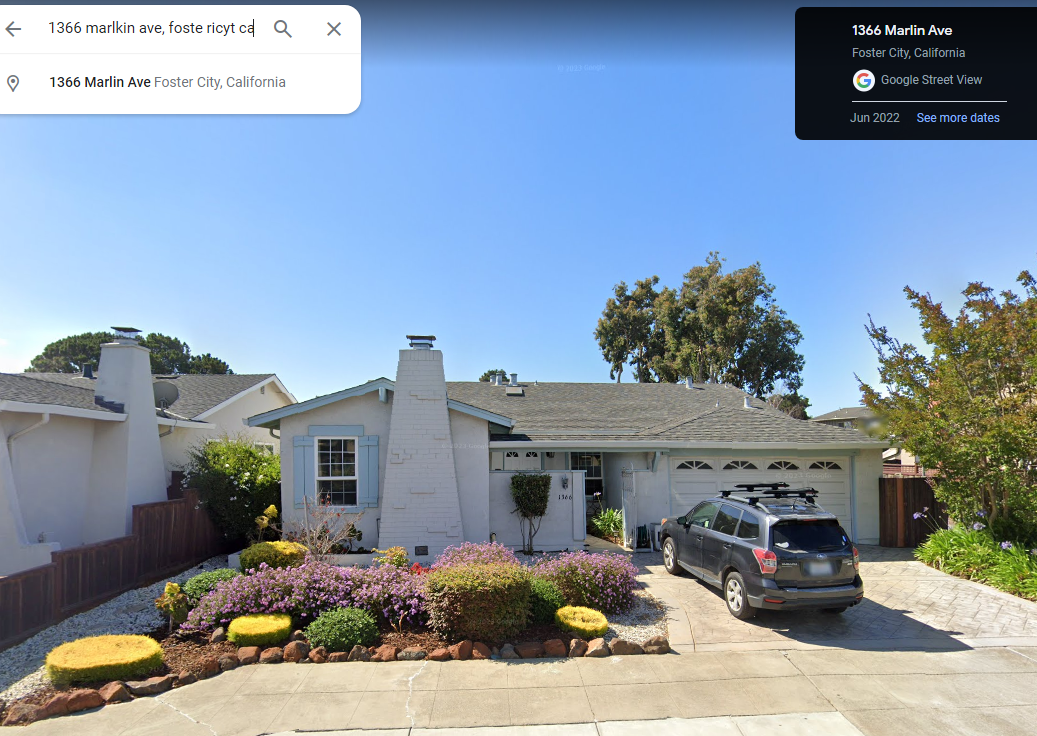 1366 marlkin ave, foste ricyt ca
1366 Marlin Ave Foster City, California
1366 Marlin Ave
Foster City, California
Google Street View
Jun 2022 See more dates
1366